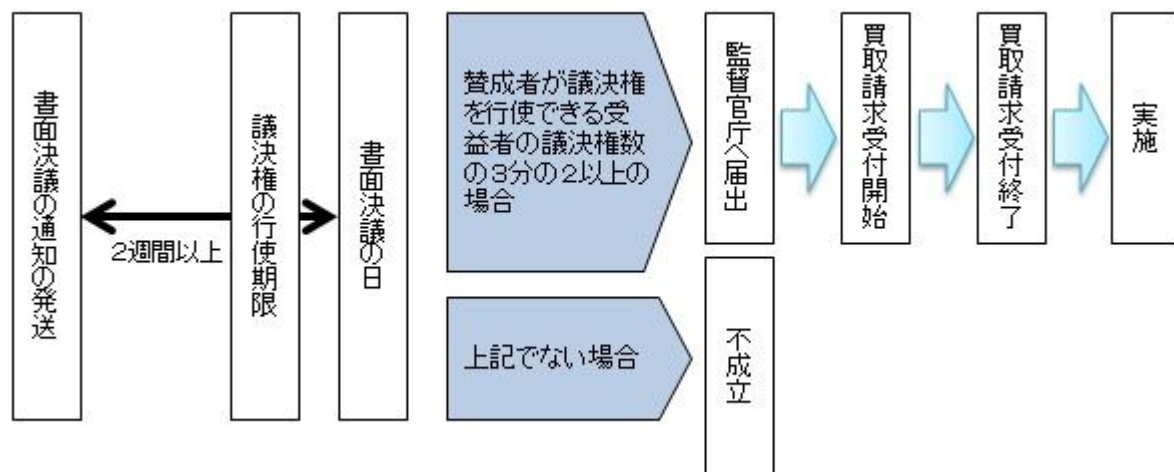 書面決議の通知の発送
2週間以上
議決権の行使期限
書面決議の日
賛成者が議決権
を行使できる受
益者の議決権数
の3分の2以上の
場合
上記でない場合
監督官庁へ届出
不成立
買取請求受付開始
買取請求受付終了
実施